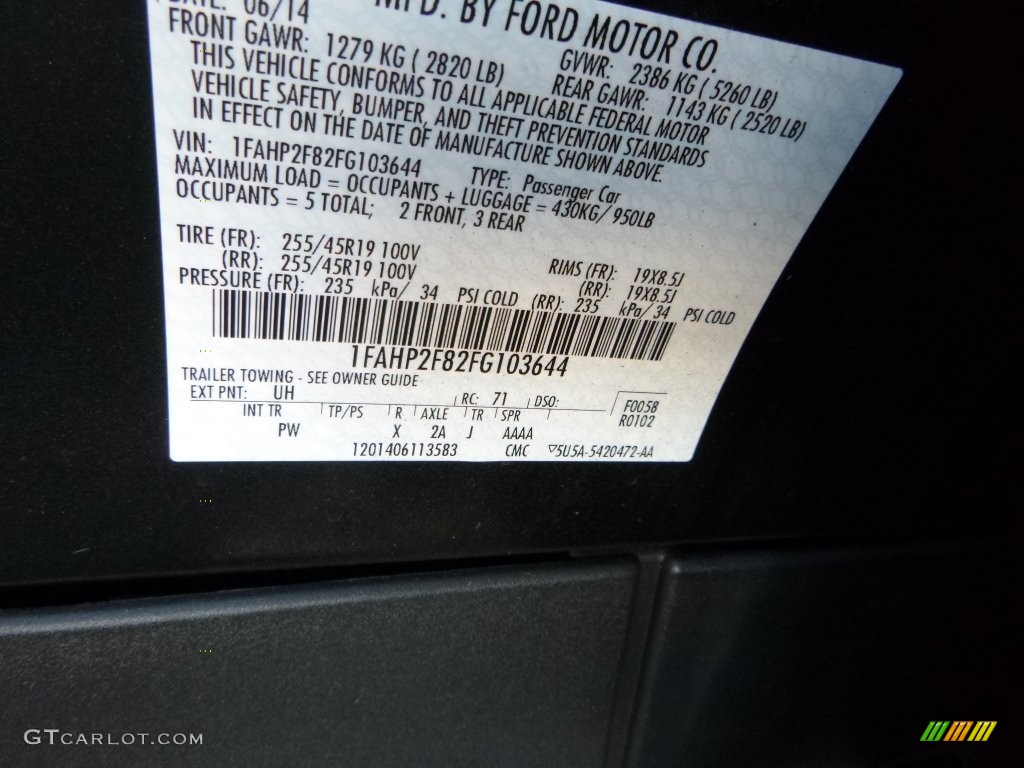 DATE: 06/14 MFD. BY FORD MOTOR CO.
FRONT GAWR: 1279 KG ( 2820 LB) GVWR: 2386 KG ( 5260 LB)
REAR GAWR: 1143 KG ( 2520 LB)
THIS VEHICLE CONFORMS TO ALL APPLICABLE FEDERAL MOTOR
VEHICLE SAFETY, BUMPER, AND THEFT PREVENTION STANDARDS
IN EFFECT ON THE DATE OF MANUFACTURE SHOWN ABOVE.
VIN: 1FAHP2F82FG103644 TYPE: Passenger Car
MAXIMUM LOAD = OCCUPANTS + LUGGAGE = 430KG/ 950LB
OCCUPANTS = 5 TOTAL; 2 FRONT, 3 REAR
TIRE (FR): 255/45R19 100V RIMS (FR): 19X8.5J
(RR): 255/45R19 100V (RR): 19X8.5J
PRESSURE (FR): 235 kPa/ 34 PSI COLD (RR): 235 kPa/ 34 PSI COLD
1FAHP2F82FG103644
TRAILER TOWING - SEE OWNER GUIDE
EXT PNT: UH RC: 71 DSO: F0058
INT TR TP/PS R AXLE TR SPR R0102
PW X 2A J AAAA
1201406113583 CMC ▽5U5A-5420472-AA
GTCARLOT.COM